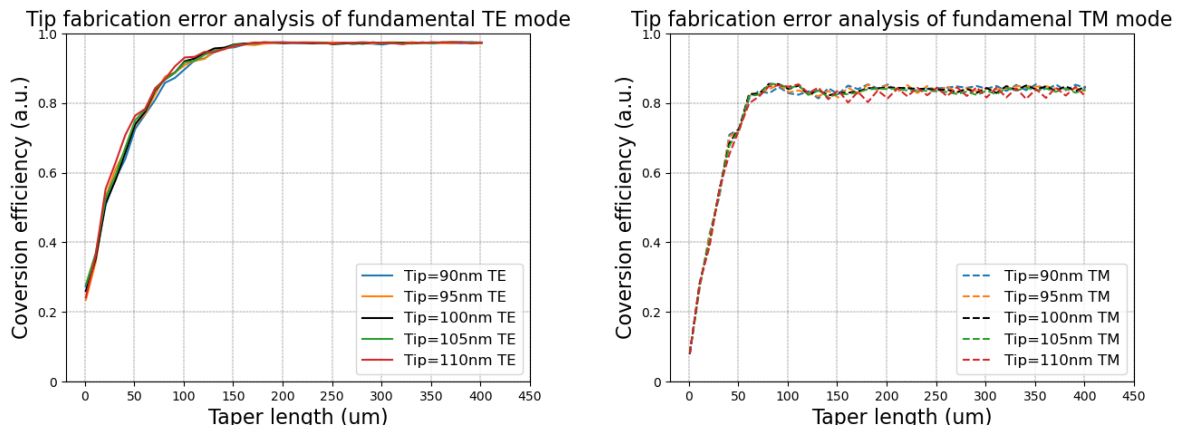 Tip fabrication error analysis of fundamental TE mode
Coversion efficiency (a.u.)
1.0
0.8
0.6
0.4
0.2
0
Tip=90nm TE
Tip=95nm TE
Tip=100nm TE
Tip=105nm TE
Tip=110nm TE
0 50 100 150 200 250 300 350 400 450
Taper length (um)
Tip fabrication error analysis of fundamenal TM mode
Coversion efficiency (a.u.)
1.0
0.8
0.6
0.4
0.2
0
Tip=90nm TM
Tip=95nm TM
Tip=100nm TM
Tip=105nm TM
Tip=110nm TM
0 50 100 150 200 250 300 350 400 450
Taper length (um)